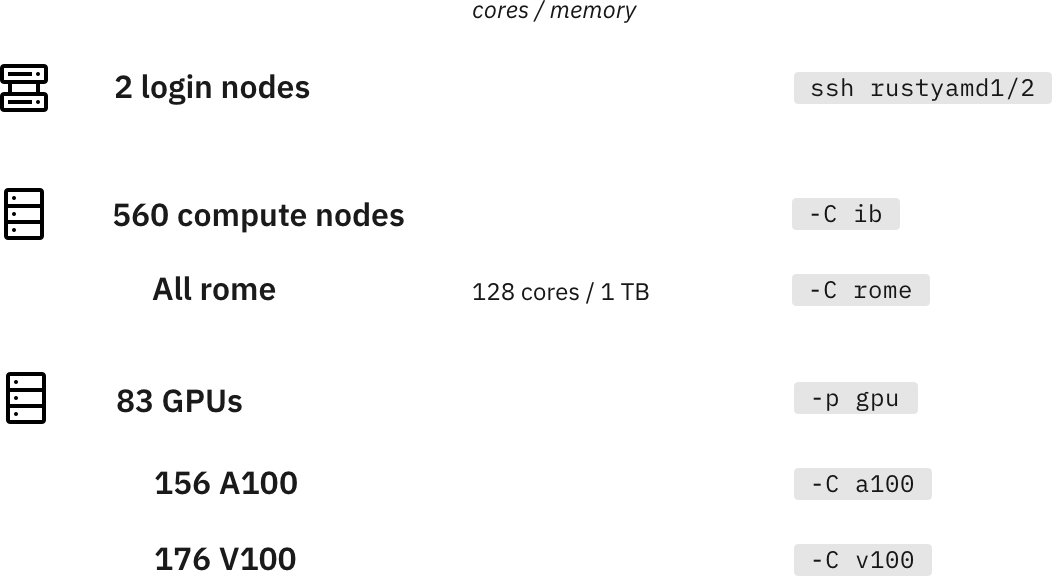 cores / memory
2 login nodes ssh rustyamd1/2
560 compute nodes -C ib
All rome 128 cores / 1 TB -C rome
83 GPUs -p gpu
156 A100 -C a100
176 V100 -C v100